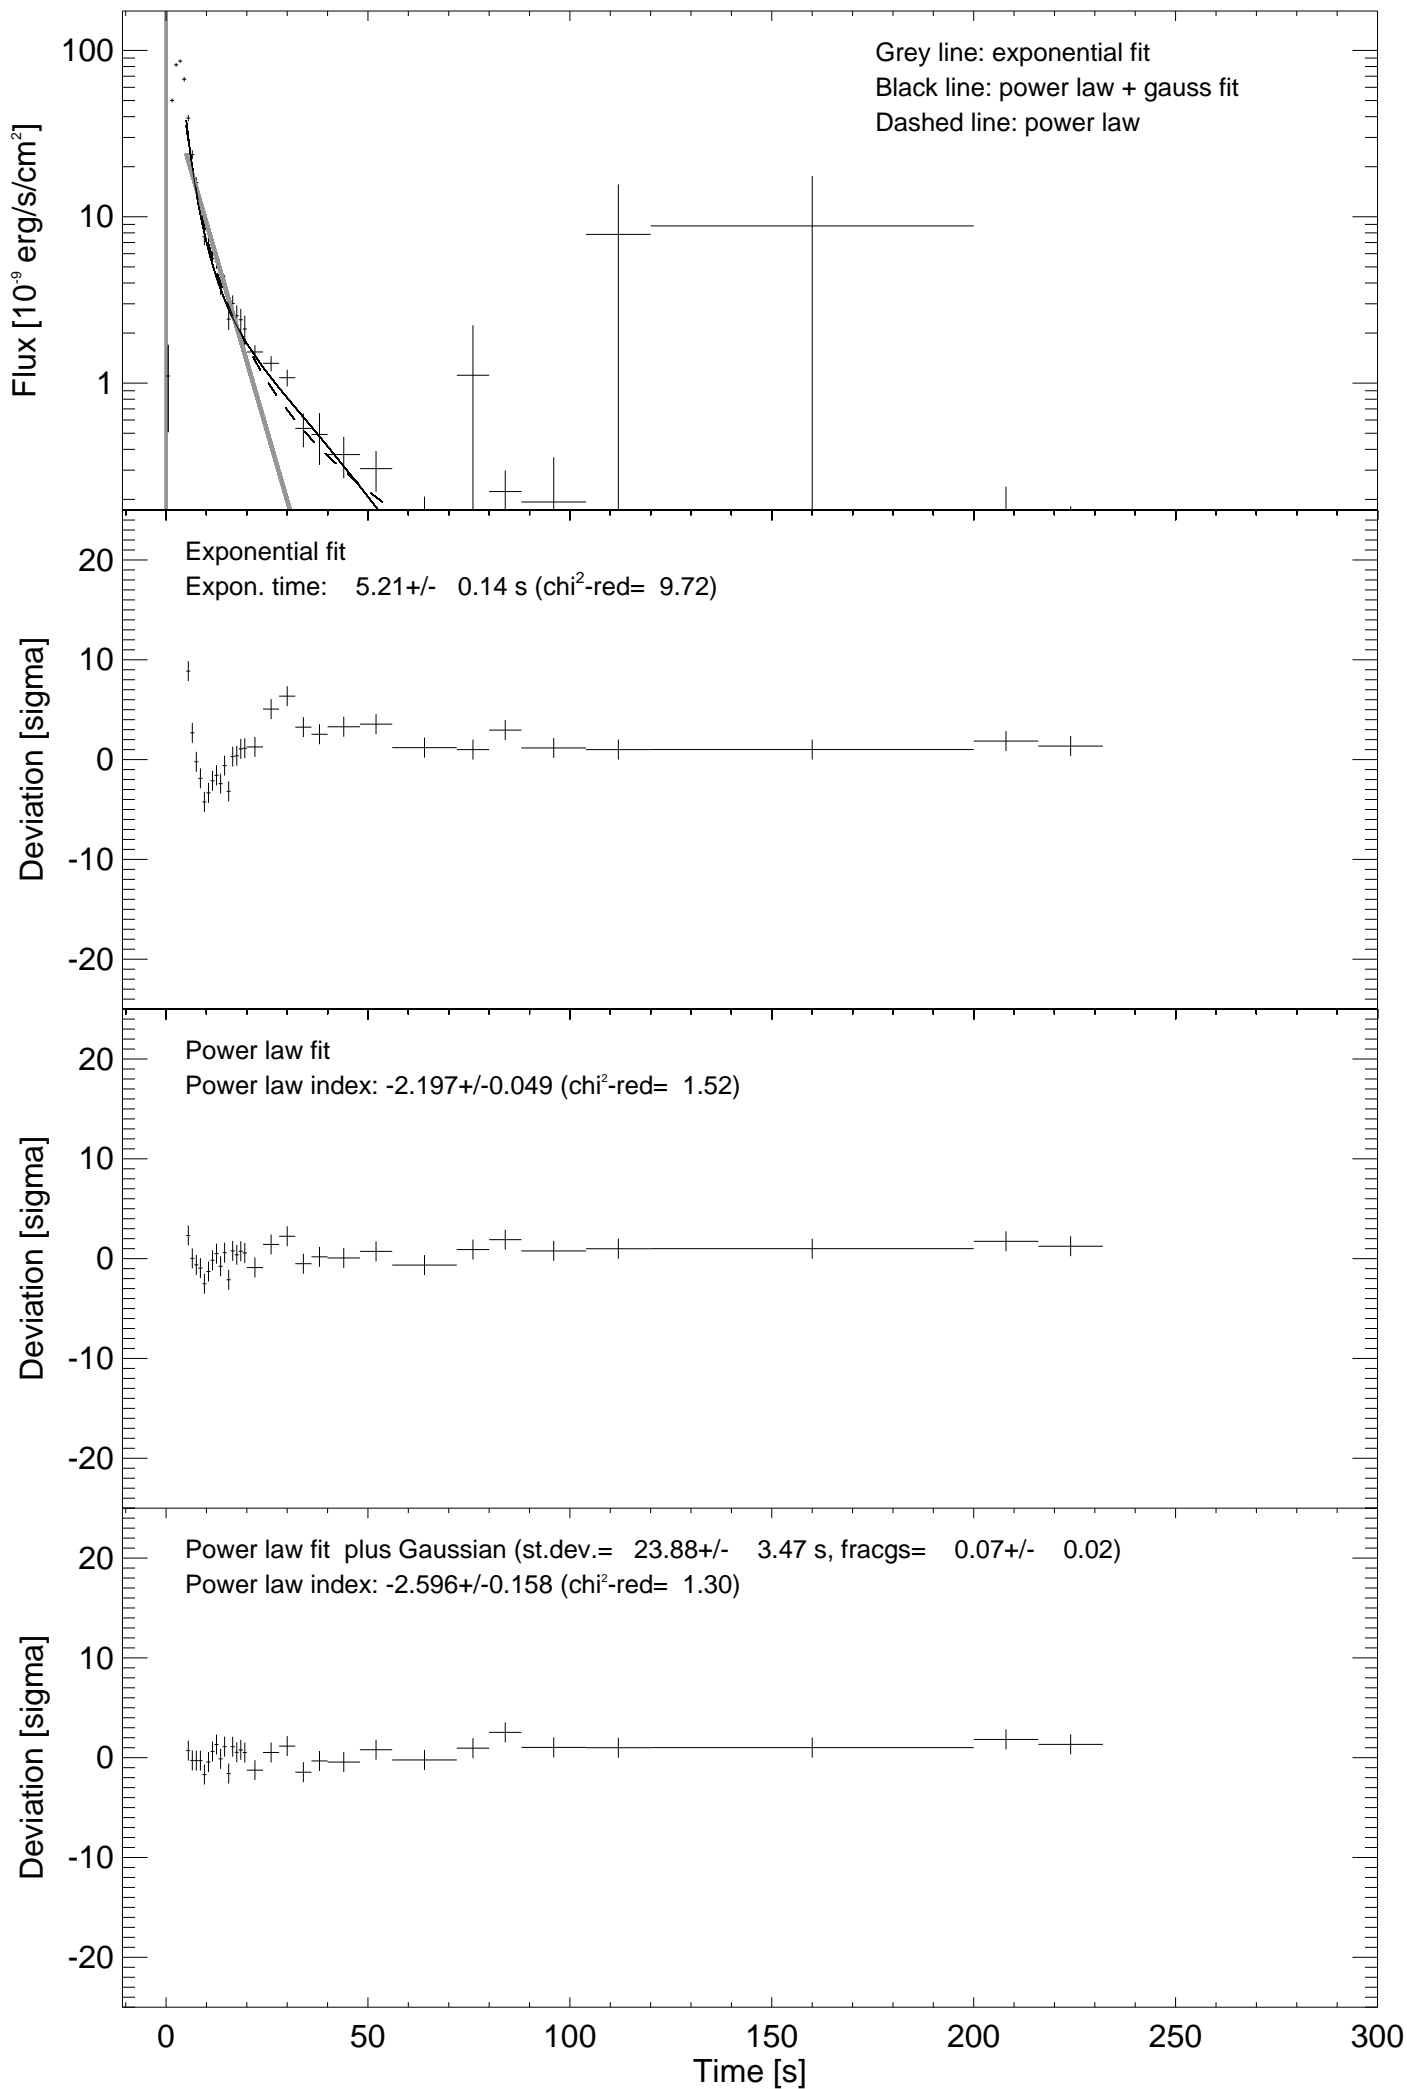 Grey line: exponential fit
Black line: power law + gauss fit
Dashed line: power law
100
10
1
Flux [10⁻⁹ erg/s/cm²]
Exponential fit
Expon. time: 5.21+/- 0.14 s (chi²-red= 9.72)
20
10
0
-10
-20
Deviation [sigma]
Power law fit
Power law index: -2.197+/-0.049 (chi²-red= 1.52)
20
10
0
-10
-20
Deviation [sigma]
Power law fit plus Gaussian (st.dev.= 23.88+/- 3.47 s, fracgs= 0.07+/- 0.02)
Power law index: -2.596+/-0.158 (chi²-red= 1.30)
20
10
0
-10
-20
Deviation [sigma]
0 50 100 150 200 250 300
Time [s]